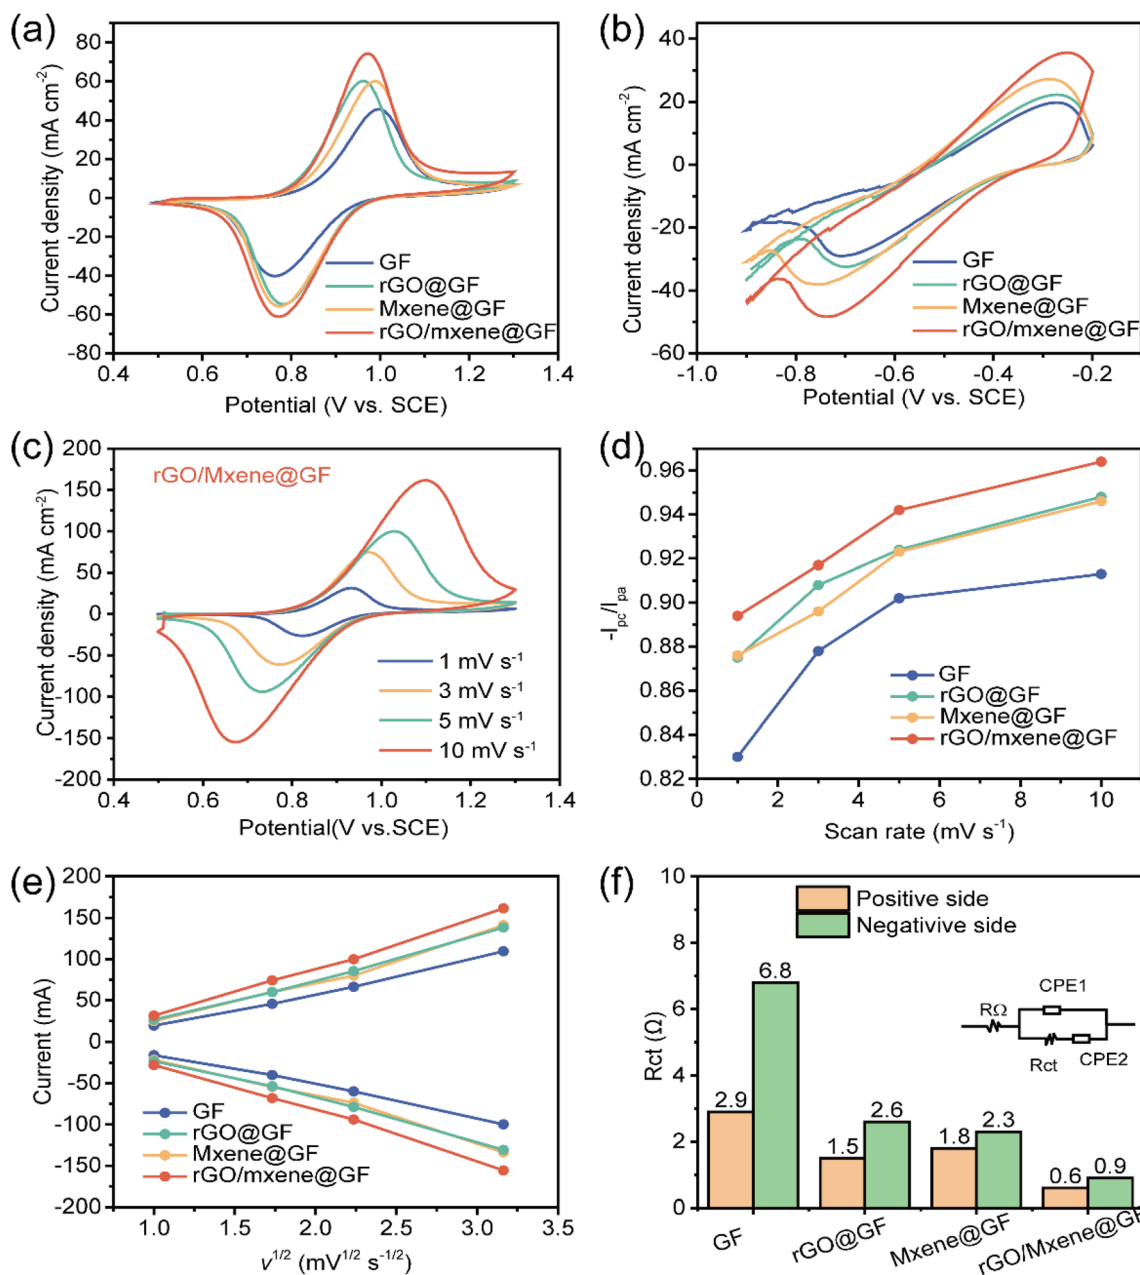 (a)
80
60
40
20
0
-20
-40
-60
-80
0.4
0.6
0.8
1.0
1.2
1.4
Current density (mA cm⁻²)
Potential (V vs. SCE)
GF
rGO@GF
Mxene@GF
rGO/mxene@GF
(b)
40
20
0
-20
-40
-60
-1.0
-0.8
-0.6
-0.4
-0.2
Current density (mA cm⁻²)
Potential (V vs. SCE)
GF
rGO@GF
Mxene@GF
rGO/mxene@GF
(c)
rGO/Mxene@GF
200
150
100
50
0
-50
-100
-150
-200
0.4
0.6
0.8
1.0
1.2
1.4
Current density (mA cm⁻²)
Potential(V vs.SCE)
1 mV s⁻¹
3 mV s⁻¹
5 mV s⁻¹
10 mV s⁻¹
(d)
0.96
0.94
0.92
0.90
0.88
0.86
0.84
0.82
0
2
4
6
8
10
-Ipc/Ipa
Scan rate (mV s⁻¹)
GF
rGO@GF
Mxene@GF
rGO/mxene@GF
(e)
200
150
100
50
0
-50
-100
-150
-200
1.0
1.5
2.0
2.5
3.0
3.5
Current (mA)
v^1/2 (mV^1/2 s^-1/2)
GF
rGO@GF
Mxene@GF
rGO/mxene@GF
(f)
10
8
6
4
2
0
Rct (Ω)
Positive side
Negativive side
2.9
6.8
1.5
2.6
1.8
2.3
0.6
0.9
RΩ
CPE1
Rct
CPE2
GF
rGO@GF
Mxene@GF
rGO/Mxene@GF